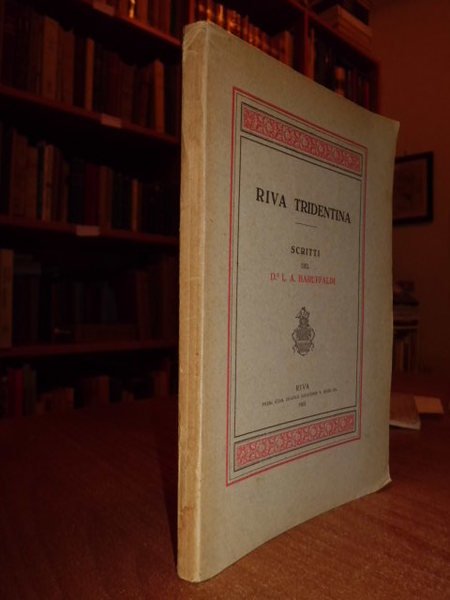 RIVA TRIDENTINA
SCRITTI
DEL
D.R L. A. BARUFFALDI
RIVA